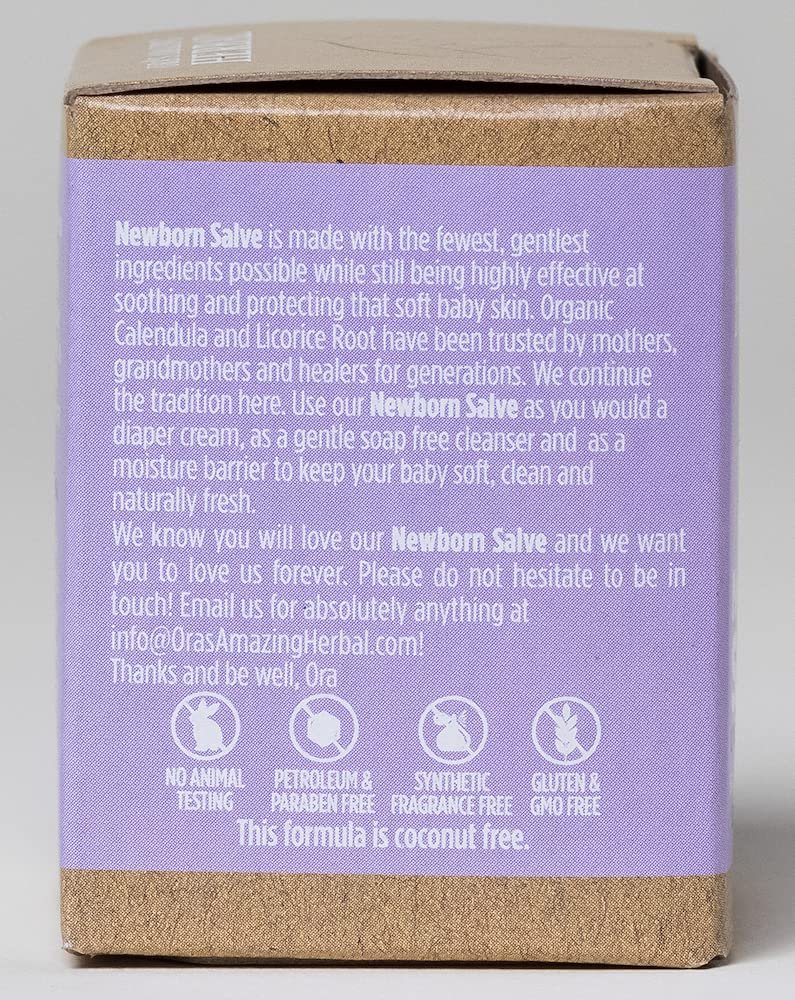 Newborn Salve is made with the fewest, gentlest
ingredients possible while still being highly effective at
soothing and protecting that soft baby skin. Organic
Calendula and Licorice Root have been trusted by mothers,
grandmothers and healers for generations. We continue
the tradition here. Use our Newborn Salve as you would a
diaper cream, as a gentle soap free cleanser and as a
moisture barrier to keep your baby soft, clean and
naturally fresh.
We know you will love our Newborn Salve and we want
you to love us forever. Please do not hesitate to be in
touch! Email us for absolutely anything at
info@OrasAmazingHerbal.com!
Thanks and be well, Ora
NO ANIMAL
TESTING
PETROLEUM &
PARABEN FREE
SYNTHETIC
FRAGRANCE FREE
GLUTEN &
GMO FREE
This formula is coconut free.